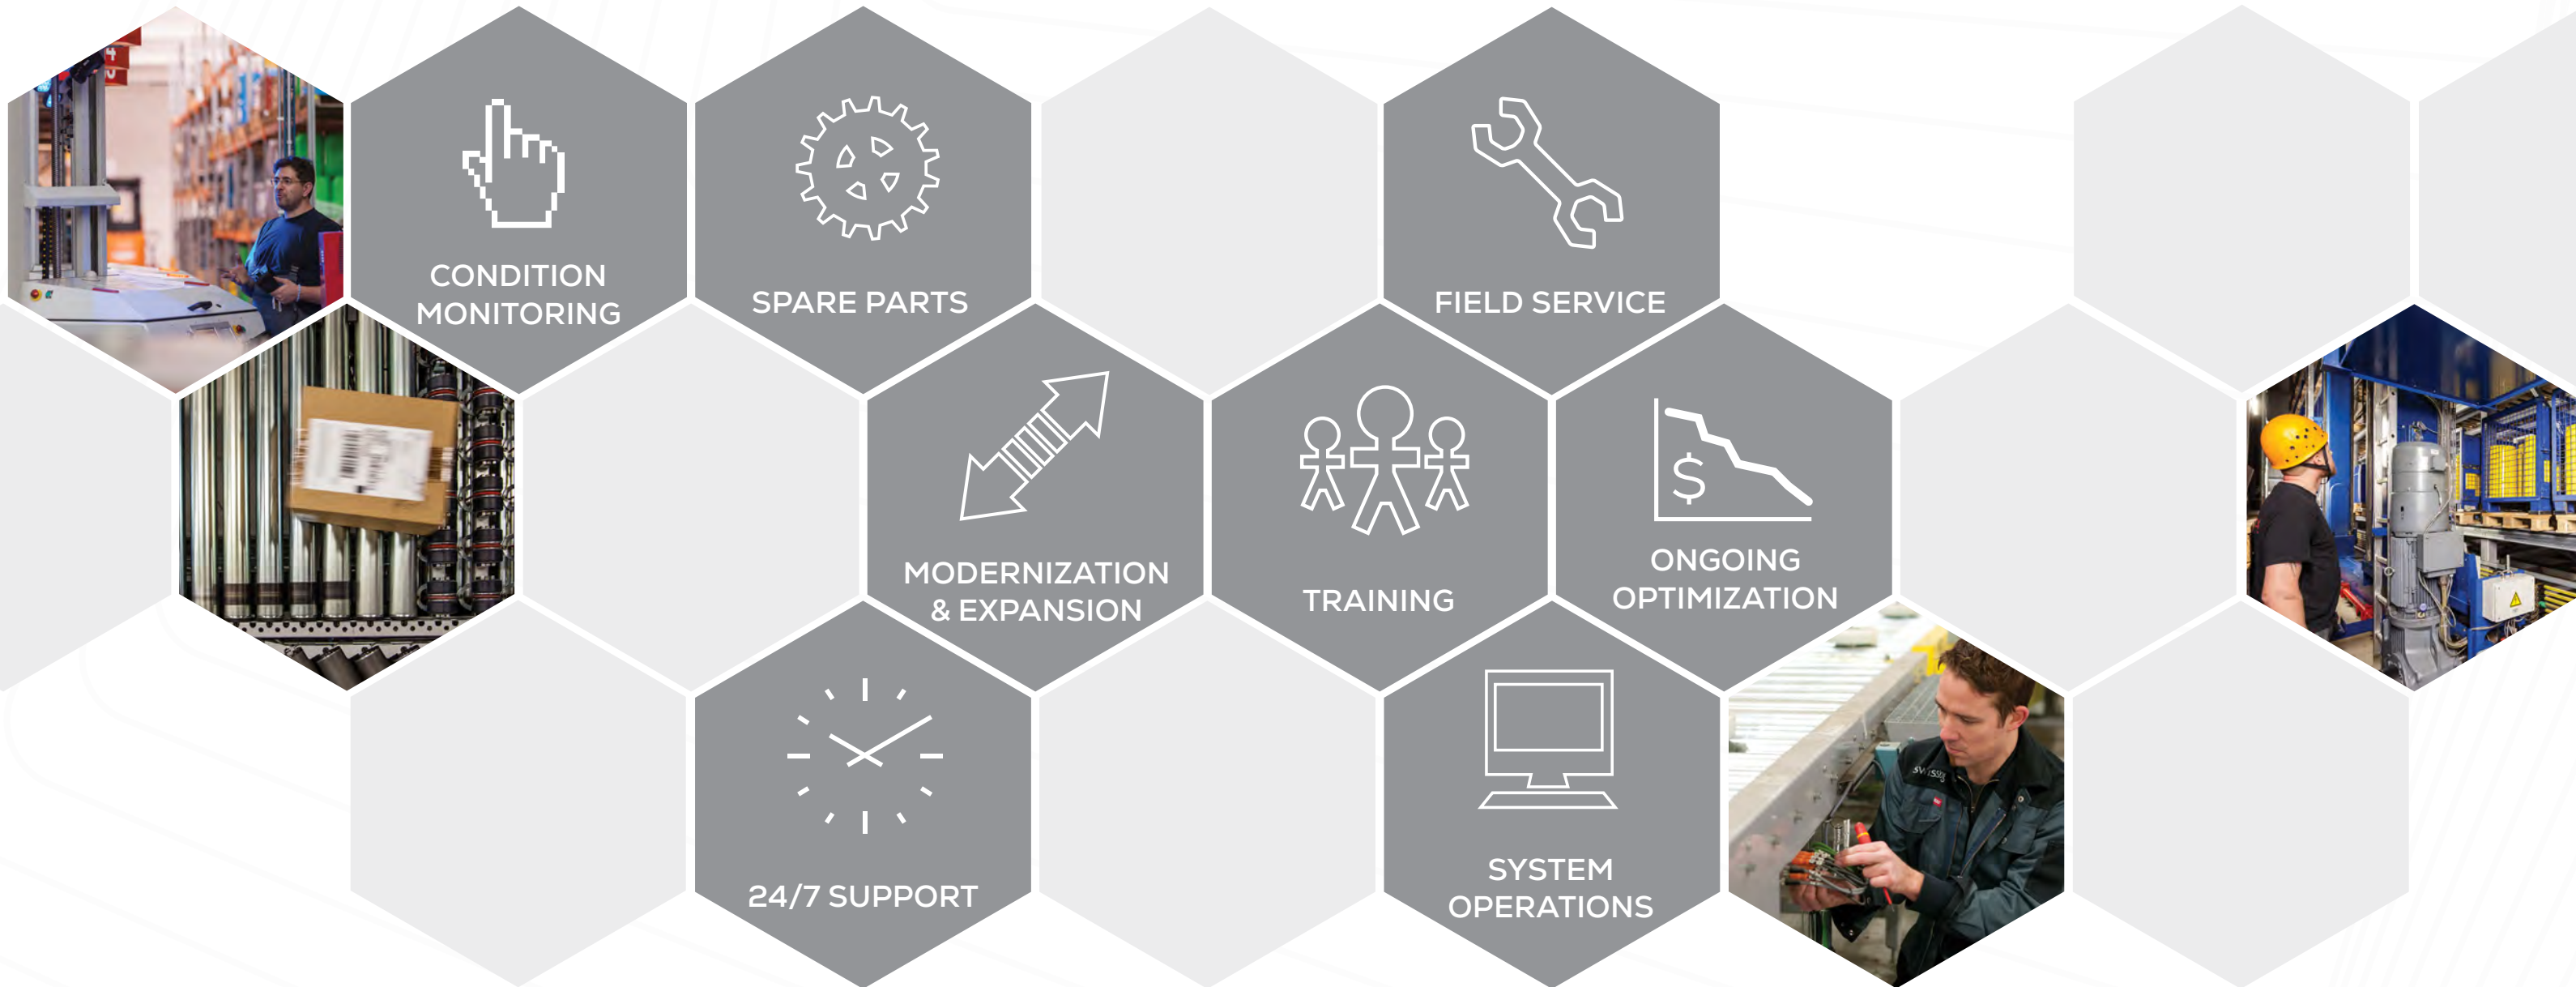 CONDITION
MONITORING
SPARE PARTS
FIELD SERVICE
MODERNIZATION
& EXPANSION
TRAINING
$
ONGOING
OPTIMIZATION
24/7 SUPPORT
SYSTEM
OPERATIONS